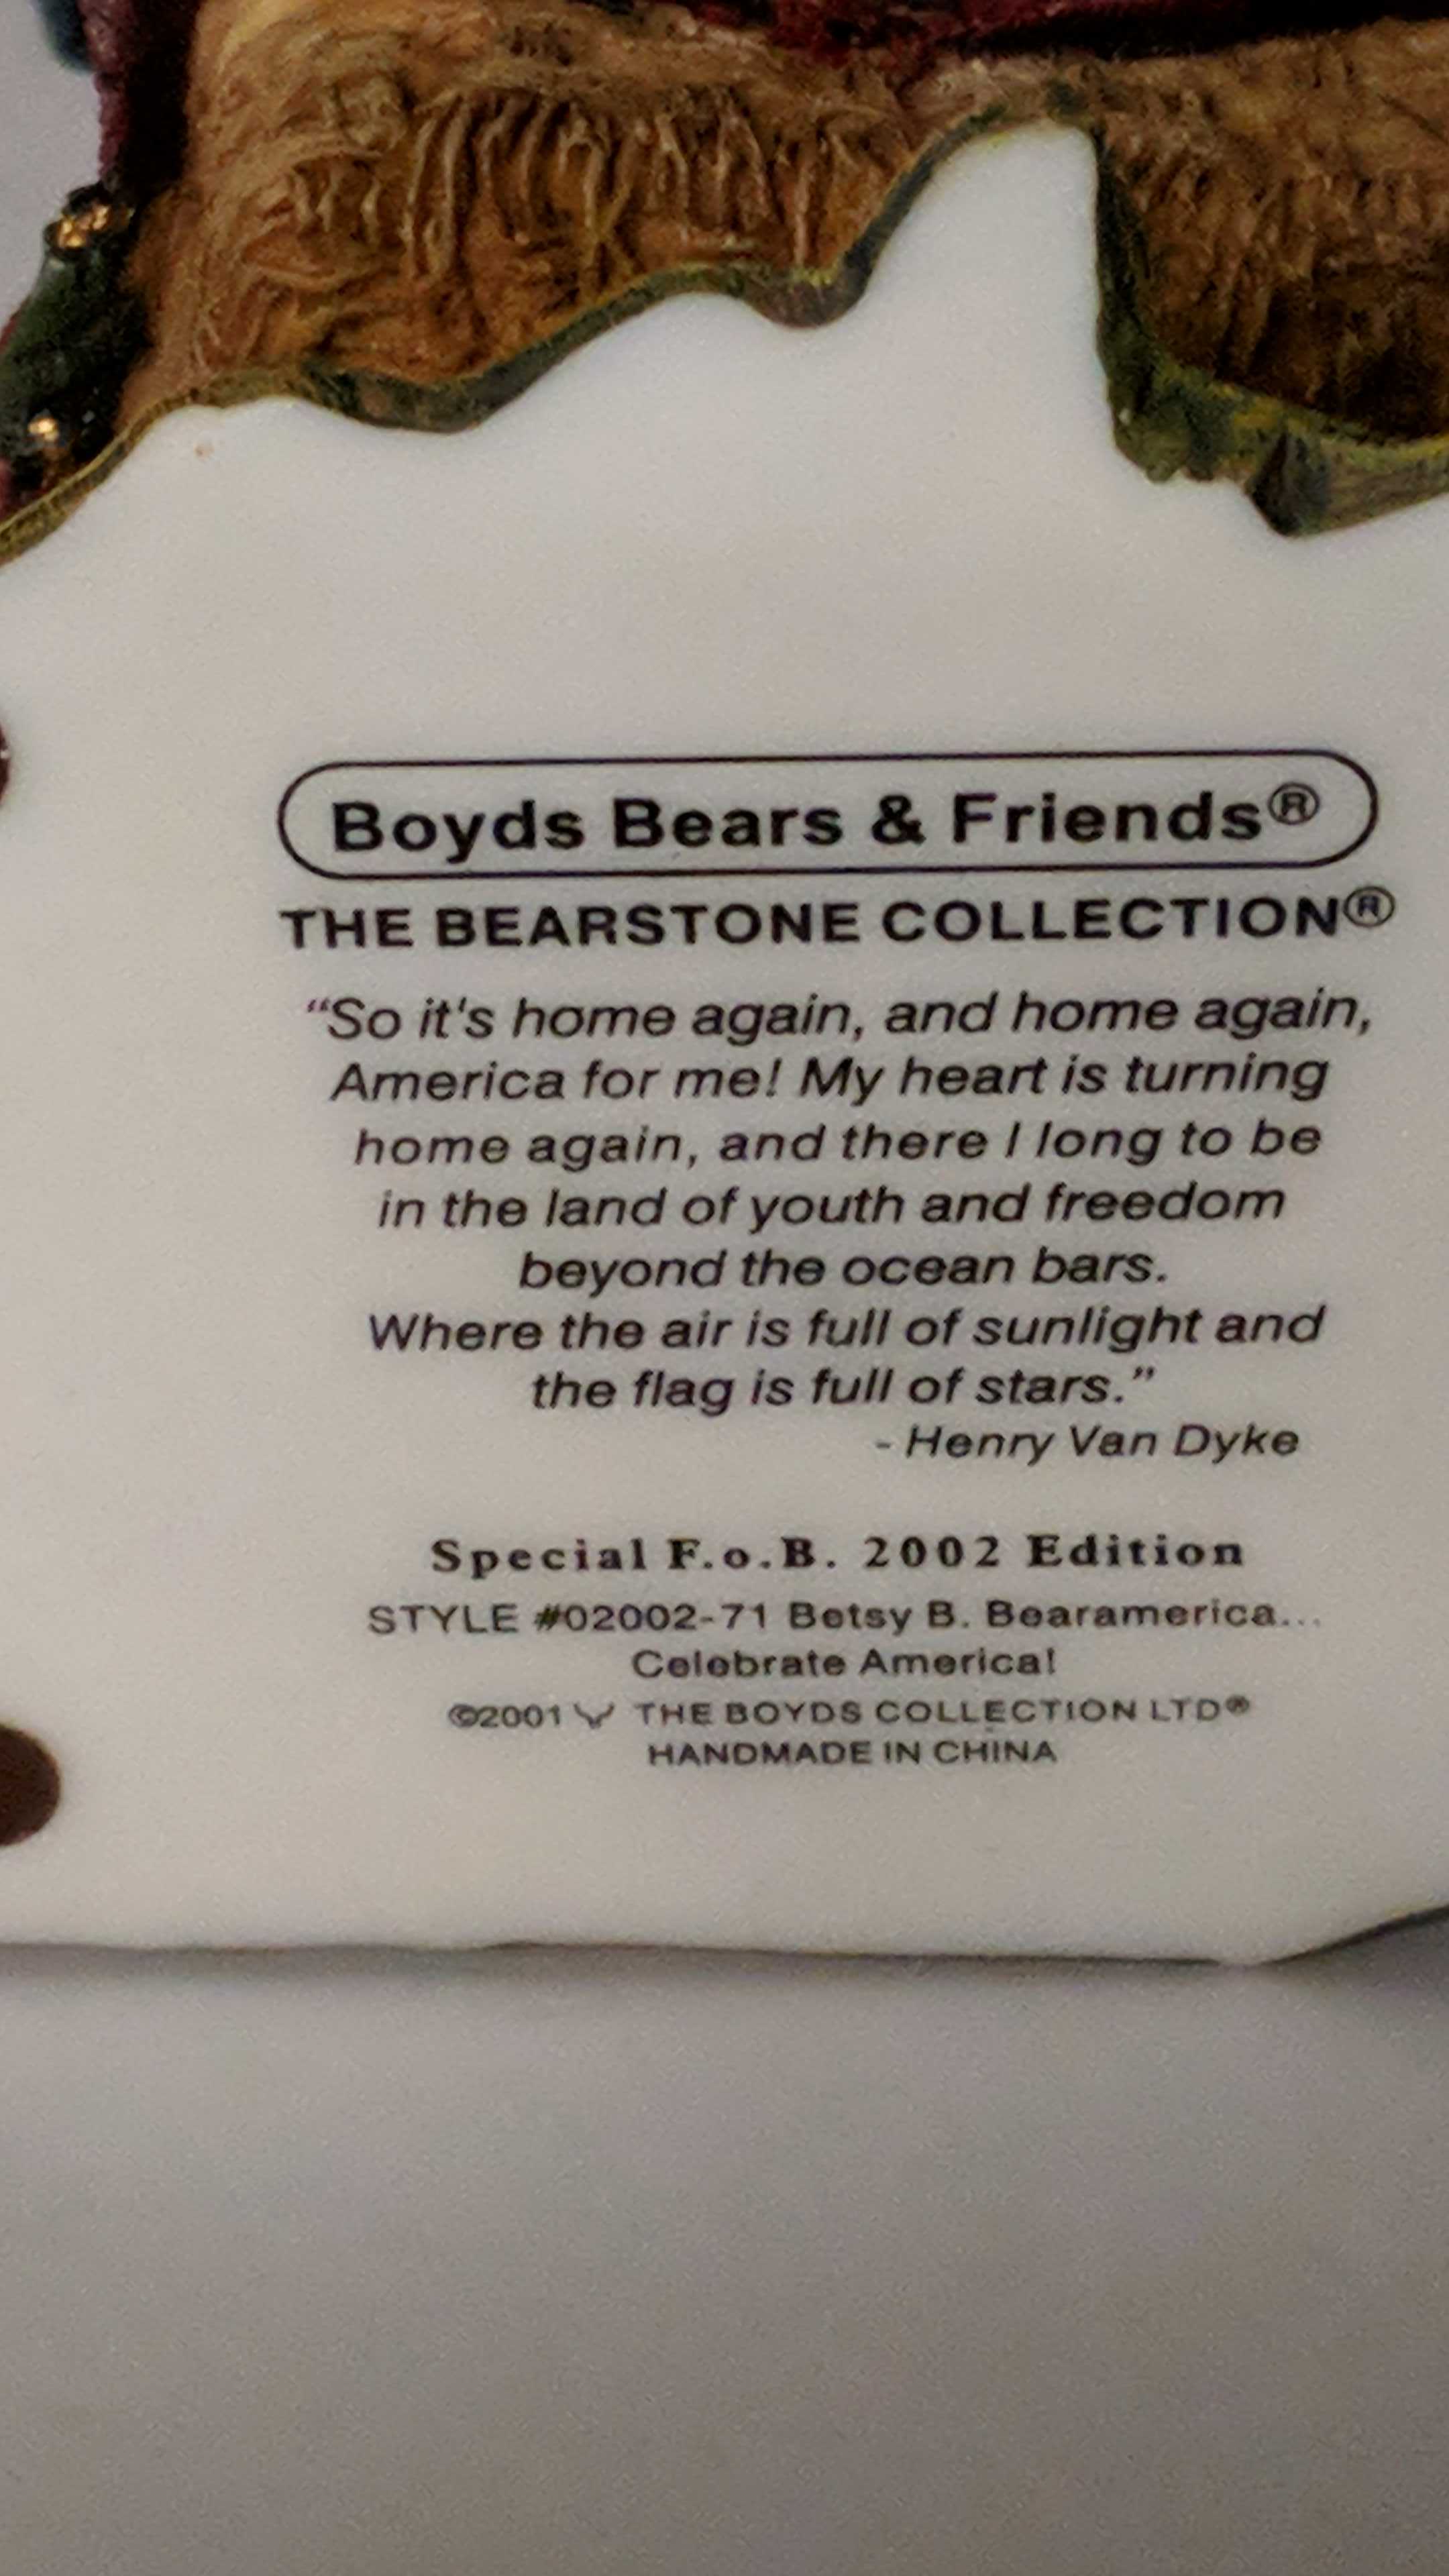 Boyds Bears & Friends®
THE BEARSTONE COLLECTION®
“So it's home again, and home again,
America for me! My heart is turning
home again, and there I long to be
in the land of youth and freedom
beyond the ocean bars.
Where the air is full of sunlight and
the flag is full of stars.”
- Henry Van Dyke
Special F.o.B. 2002 Edition
STYLE #02002-71 Betsy B. Bearamerica...
Celebrate America!
©2001 THE BOYDS COLLECTION LTD®
HANDMADE IN CHINA